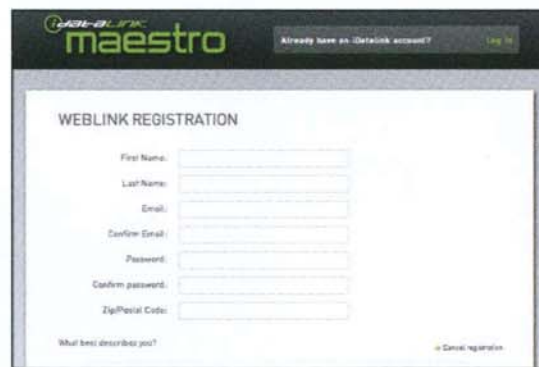 iDataLink
maestro
Already have an iDatalink account? Log in
WEBLINK REGISTRATION
First Name:
Last Name:
Email:
Confirm Email:
Password:
Confirm password:
Zip/Postal Code:
What best describes you?
Cancel registration